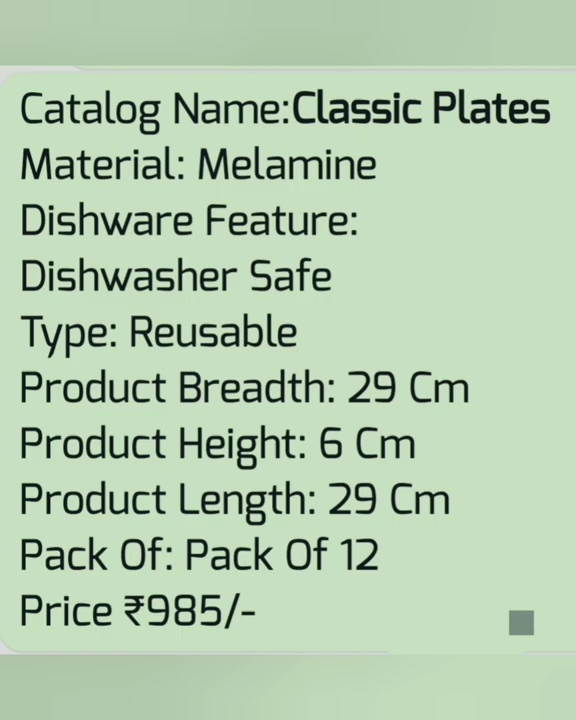 Catalog Name:Classic Plates
Material: Melamine
Dishware Feature:
Dishwasher Safe
Type: Reusable
Product Breadth: 29 Cm
Product Height: 6 Cm
Product Length: 29 Cm
Pack Of: Pack Of 12
Price ₹985/-